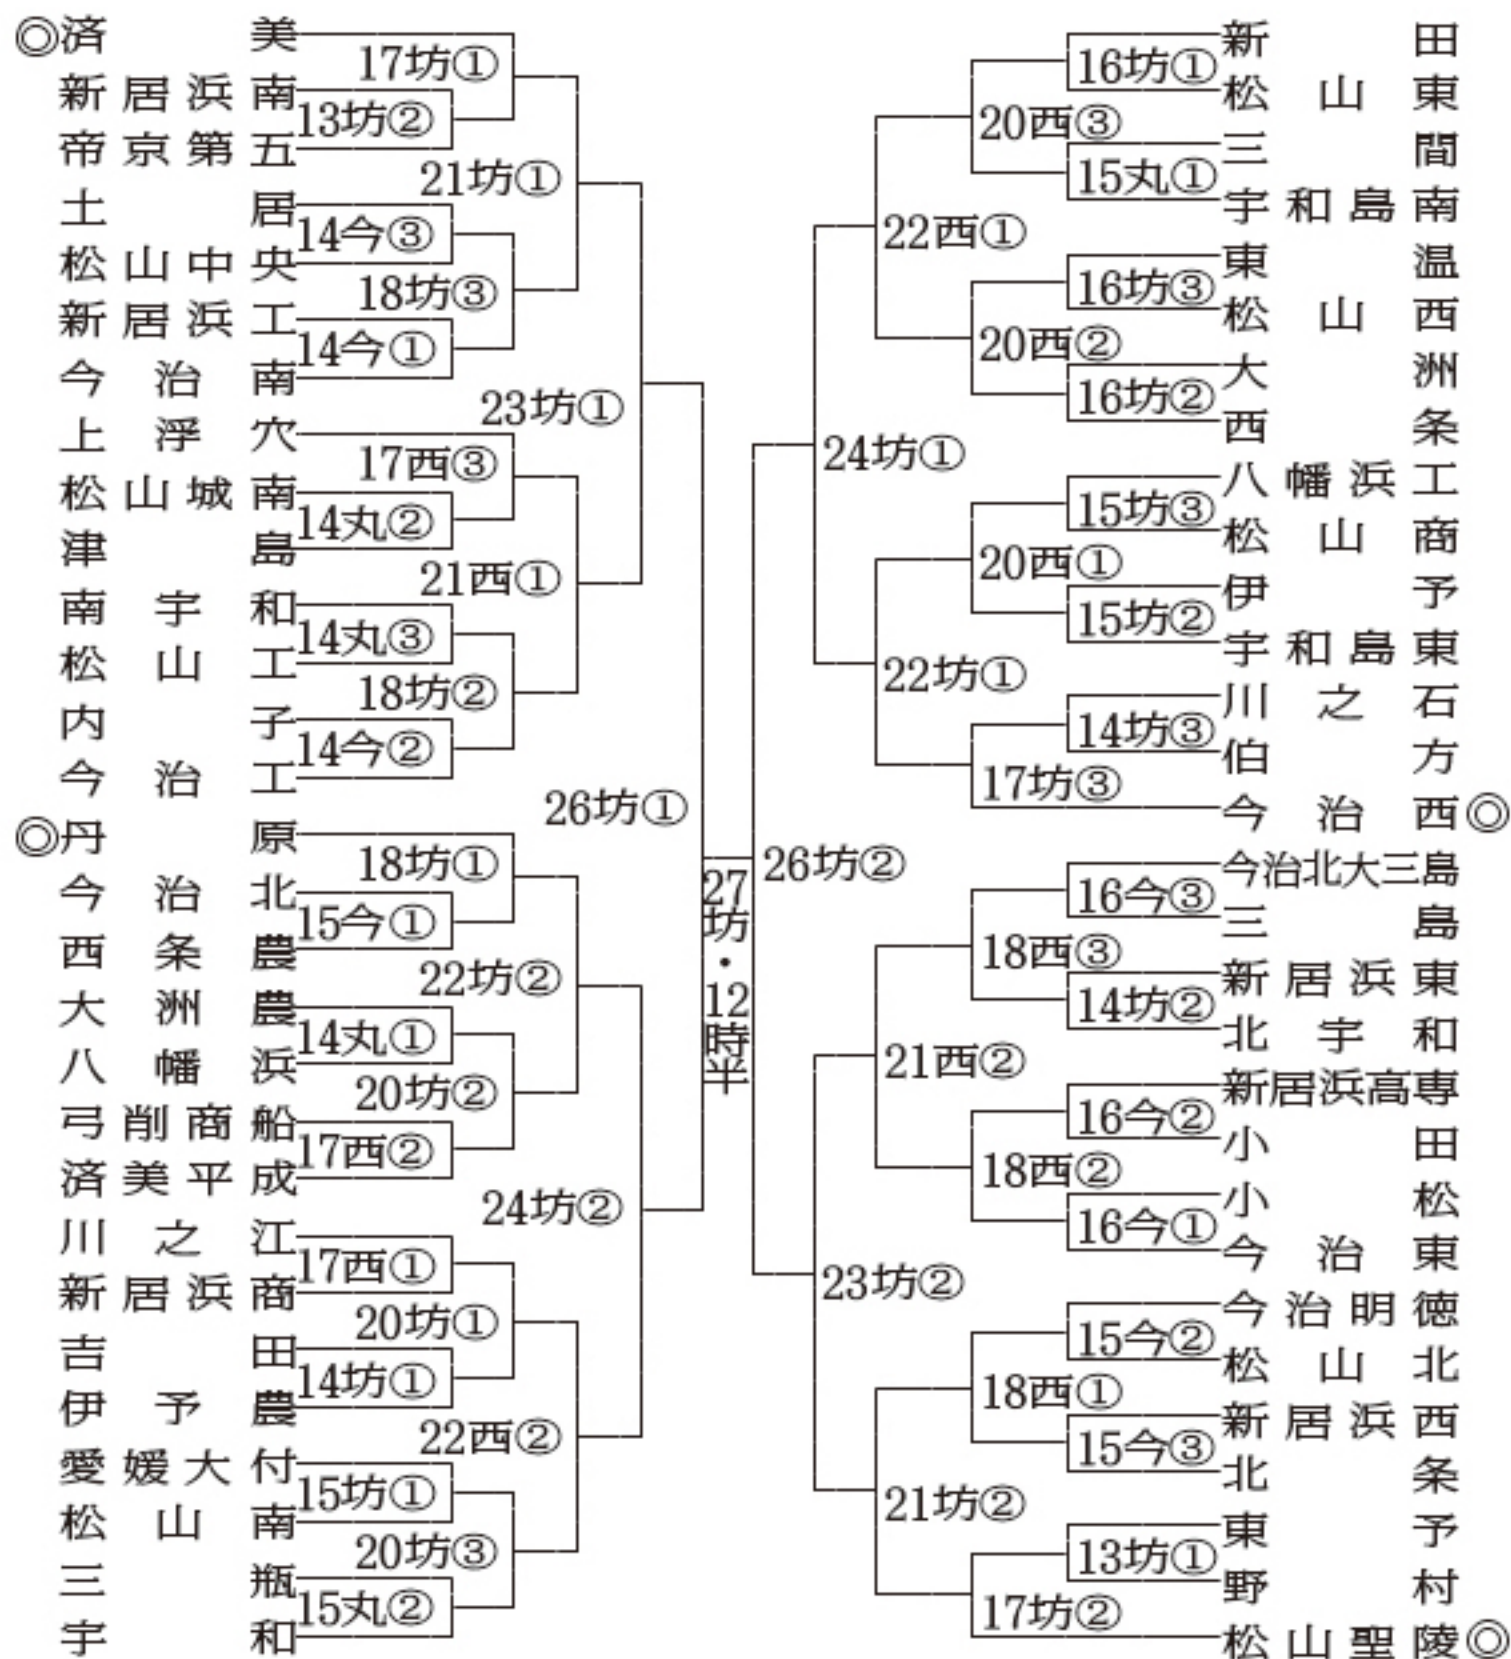 ◎済美
新居浜南
帝京第五
土居
松山中央
新居浜工
今治南
上浮穴
松山城南
津島
南宇和
松山工
内子
今治工
◎丹原
今治北
西条農
大洲農
八幡浜
弓削商船
済美平成
川之江
新居浜商
吉田
伊予農
愛媛大付
松山南
三瓶
宇和
17坊①
13坊②
21坊①
14今③
18坊③
14今①
23坊①
17西③
14丸②
21西①
14丸③
18坊②
14今②
26坊①
18坊①
15今①
22坊②
14丸①
20坊②
17西②
24坊②
17西①
20坊①
14坊①
22西②
15坊①
20坊③
15丸②
27坊・12時半
26坊②
16坊①
20西③
15丸①
22西①
16坊③
20西②
16坊②
24坊①
15坊③
20西①
15坊②
22坊①
14坊③
17坊③
16今③
18西③
14坊②
21西②
16今②
18西②
16今①
23坊②
15今②
18西①
15今③
21坊②
13坊①
17坊②
新田
松山東
三間
宇和島南
東温
松山西
大洲
西条
八幡浜工
松山商
伊予
宇和島東
川之石
伯方
今治西◎
今治北大三島
三島
新居浜東
北宇和
新居浜高専
小田
小松
今治東
今治明徳
松山北
新居浜西
北条
東予
野村
松山聖陵◎